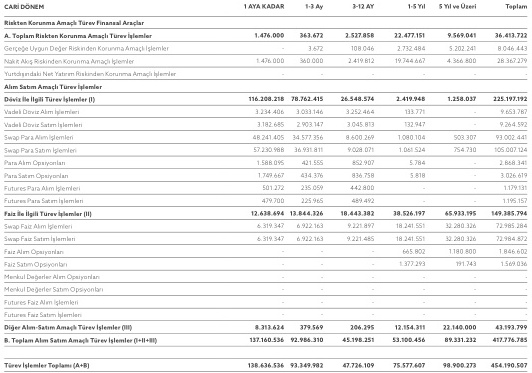 CARİ DÖNEM 1 AYA KADAR 1-3 Ay 3-12 AY 1-5 Yıl 5 Yıl ve Üzeri Toplam
Riskten Korunma Amaçlı Türev Finansal Araçlar
A. Toplam Riskten Korunma Amaçlı Türev İşlemler 1.476.000 363.672 2.527.858 22.477.151 9.569.041 36.413.722
Gerçeğe Uygun Değer Riskinden Korunma Amaçlı İşlemler - 3.672 108.046 2.732.484 5.202.241 8.046.443
Nakit Akış Riskinden Korunma Amaçlı İşlemler 1.476.000 360.000 2.419.812 19.744.667 4.366.800 28.367.279
Yurtdışındaki Net Yatırım Riskinden Korunma Amaçlı İşlemler - - - - - -
Alım Satım Amaçlı Türev İşlemler
Döviz İle İlgili Türev İşlemler (I) 116.208.218 78.762.415 26.548.574 2.419.948 1.258.037 225.197.192
Vadeli Döviz Alım İşlemleri 3.234.406 3.033.146 3.252.464 133.771 - 9.653.787
Vadeli Döviz Satım İşlemleri 3.182.685 2.903.147 3.045.813 132.947 - 9.264.592
Swap Para Alım İşlemleri 48.241.405 34.577.356 8.600.269 1.080.104 503.307 93.002.441
Swap Para Satım İşlemleri 57.230.988 36.931.811 9.028.071 1.061.524 754.730 105.007.124
Para Alım Opsiyonları 1.588.095 421.555 852.907 5.784 - 2.868.341
Para Satım Opsiyonları 1.749.667 434.376 836.758 5.818 - 3.026.619
Futures Para Alım İşlemleri 501.272 235.059 442.800 - - 1.179.131
Futures Para Satım İşlemleri 479.700 225.965 489.492 - - 1.195.157
Faiz İle İlgili Türev İşlemler (II) 12.638.694 13.844.326 18.443.382 38.526.197 65.933.195 149.385.794
Swap Faiz Alım İşlemleri 6.319.347 6.922.163 9.221.897 18.241.551 32.280.326 72.985.284
Swap Faiz Satım İşlemleri 6.319.347 6.922.163 9.221.485 18.241.551 32.280.326 72.984.872
Faiz Alım Opsiyonları - - - 665.802 1.180.800 1.846.602
Faiz Satım Opsiyonları - - - 1.377.293 191.743 1.569.036
Menkul Değerler Alım Opsiyonları - - - - - -
Menkul Değerler Satım Opsiyonları - - - - - -
Futures Faiz Alım İşlemleri - - - - - -
Futures Faiz Satım İşlemleri - - - - - -
Diğer Alım-Satım Amaçlı Türev İşlemler (III) 8.313.624 379.569 206.295 12.154.311 22.140.000 43.193.799
B. Toplam Alım Satım Amaçlı Türev İşlemler (I+II+III) 137.160.536 92.986.310 45.198.251 53.100.456 89.331.232 417.776.785
Türev İşlemler Toplamı (A+B) 138.636.536 93.349.982 47.726.109 75.577.607 98.900.273 454.190.507